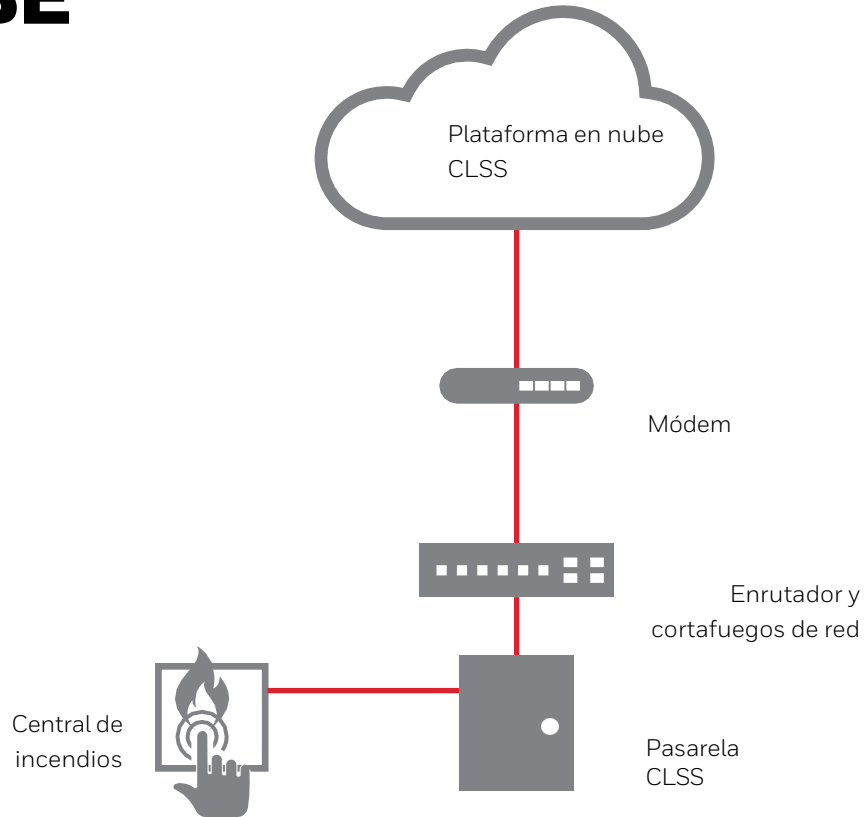 Plataforma en nube
CLSS
Módem
Enrutador y
cortafuegos de red
Central de
incendios
Pasarela
CLSS